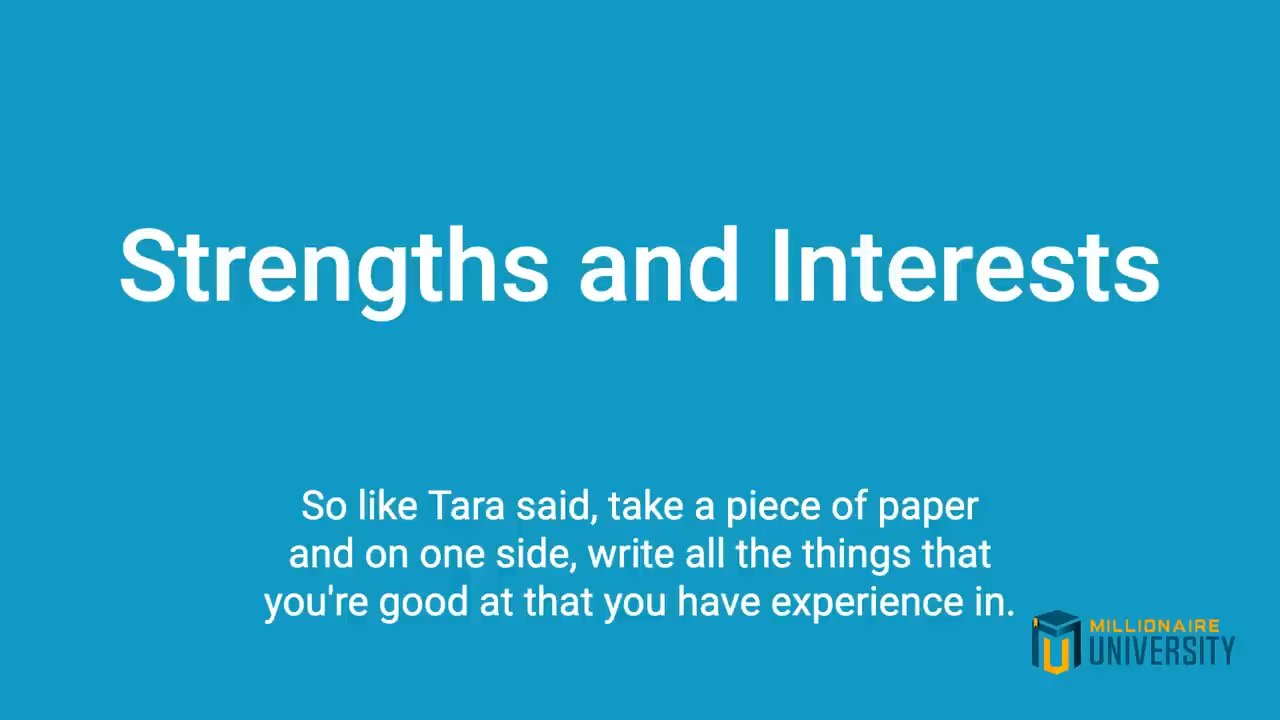 Strengths and Interests
So like Tara said, take a piece of paper
and on one side, write all the things that
you're good at that you have experience in.
MILLIONAIRE
UNIVERSITY